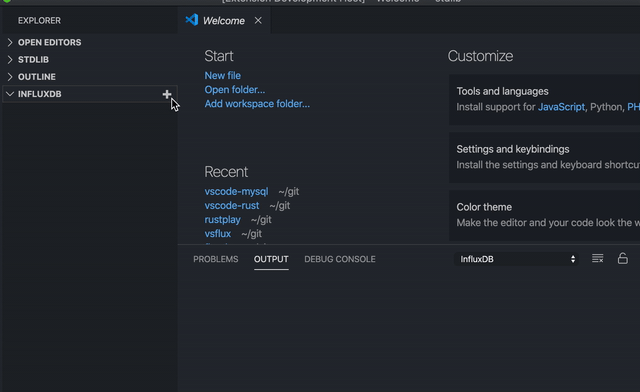 [Extension Development Host] — Welcome — stdlib
EXPLORER
OPEN EDITORS
STDLIB
OUTLINE
INFLUXDB
Welcome
Start
New file
Open folder...
Add workspace folder...
Recent
vscode-mysql ~/git
vscode-rust ~/git
rustplay ~/git
vsflux ~/git
Customize
Tools and languages
Install support for JavaScript, Python, PH
Settings and keybindings
Install the settings and keyboard shortcu
Color theme
Make the editor and your code look the w
PROBLEMS OUTPUT DEBUG CONSOLE
InfluxDB